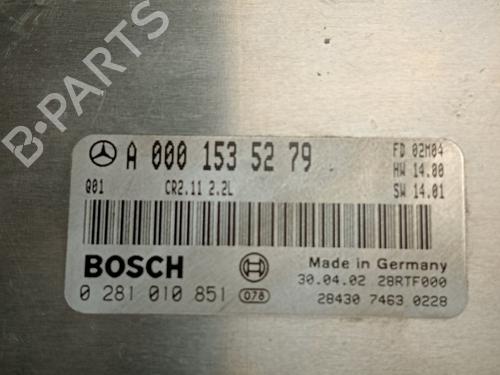 B-PARTS
A 000 153 52 79
FD 02M04
HW 14.00
Q01 CR2.11 2.2L
SW 14.01
BOSCH
Made in Germany
0 281 010 851 078
30.04.02 28RTF000
28430 7463 0228